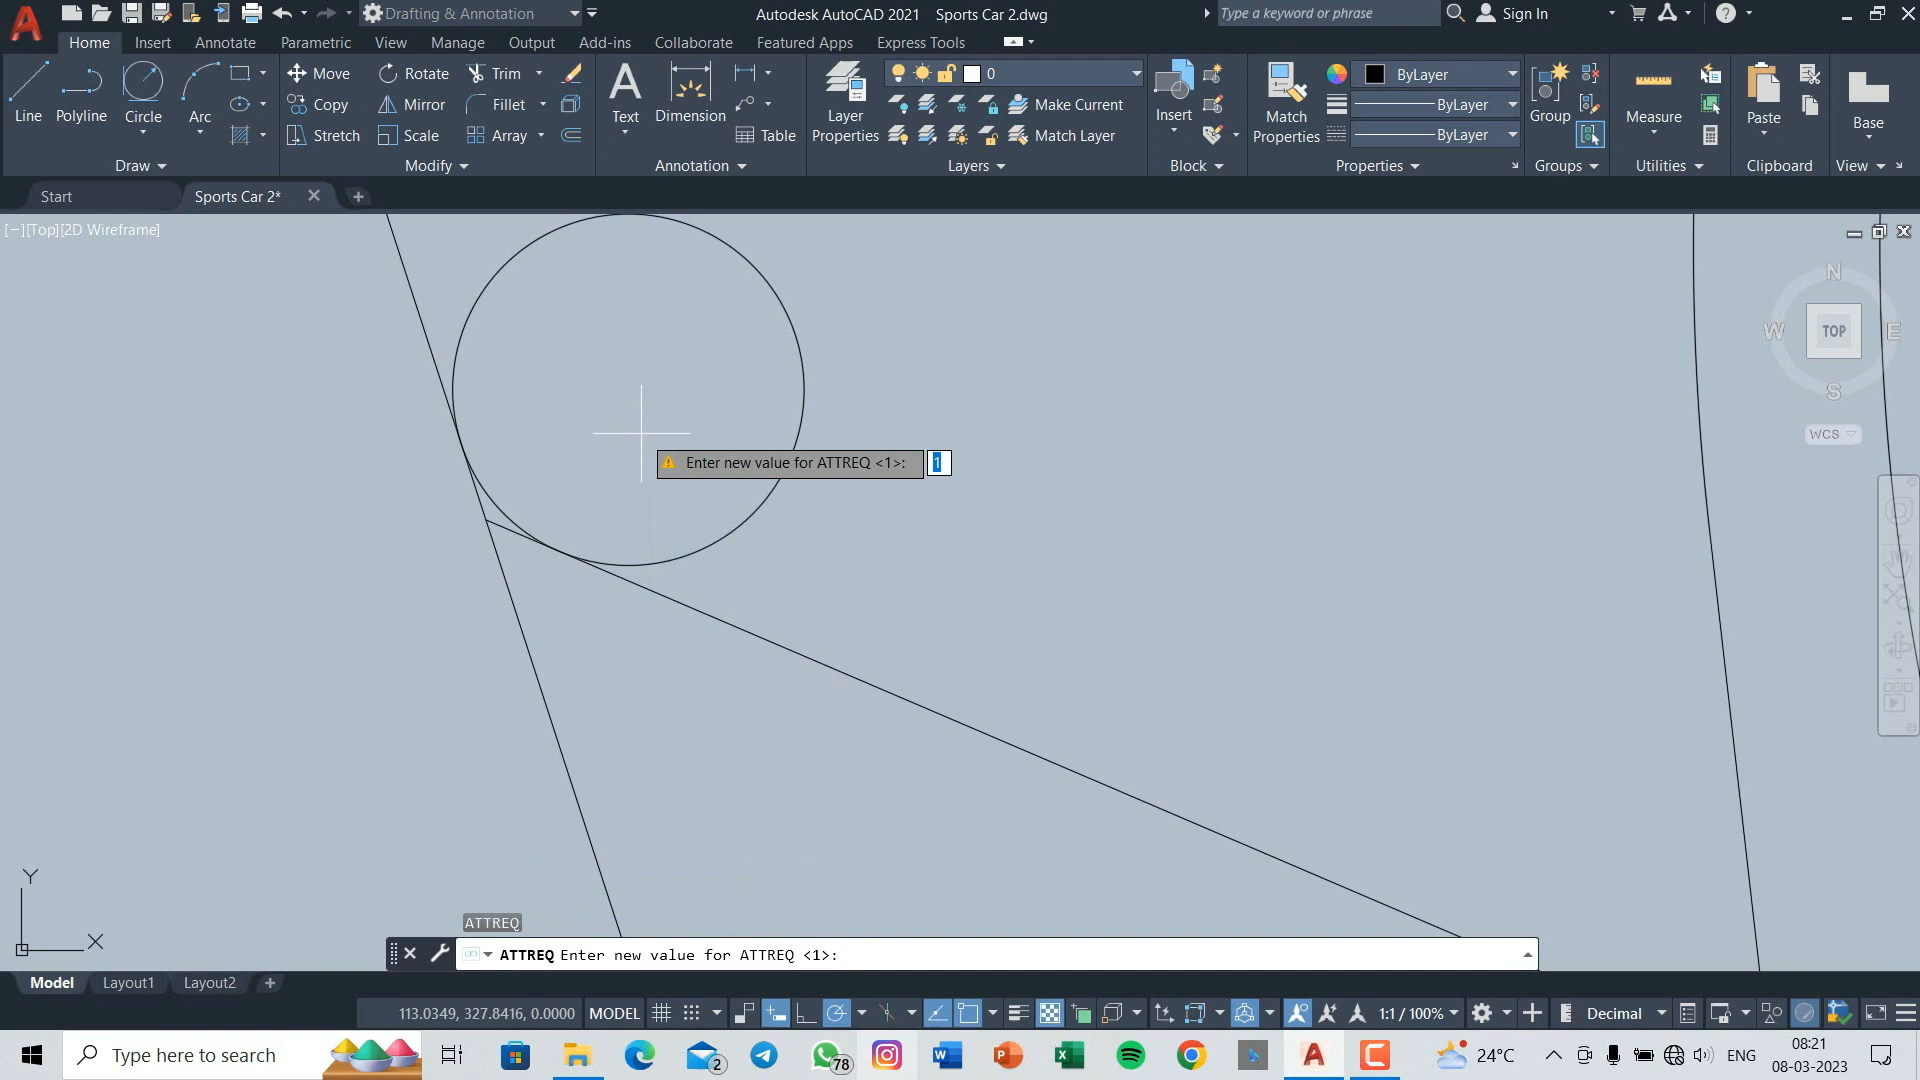 Drafting & Annotation
Autodesk AutoCAD 2021 Sports Car 2.dwg
Type a keyword or phrase
Sign In
Home Insert Annotate Parametric View Manage Output Add-ins Collaborate Featured Apps Express Tools
Line Polyline Circle Arc
Move Rotate Trim
Copy Mirror Fillet
Stretch Scale Array
Text Dimension Table
Layer Properties
0
Make Current
Match Layer
Insert
Match Properties
ByLayer
ByLayer
ByLayer
Group
Measure
Paste
Base
Draw Modify Annotation Layers Block Properties Groups Utilities Clipboard View
Start Sports Car 2*
[−][Top][2D Wireframe]
N
W TOP E
S
WCS
Enter new value for ATTREQ <1>: 1
Y
X
ATTREQ
ATTREQ Enter new value for ATTREQ <1>:
Model Layout1 Layout2
113.0349, 327.8416, 0.0000 MODEL 1:1 / 100% Decimal
Type here to search
2
78
24°C
ENG
08:21
08-03-2023